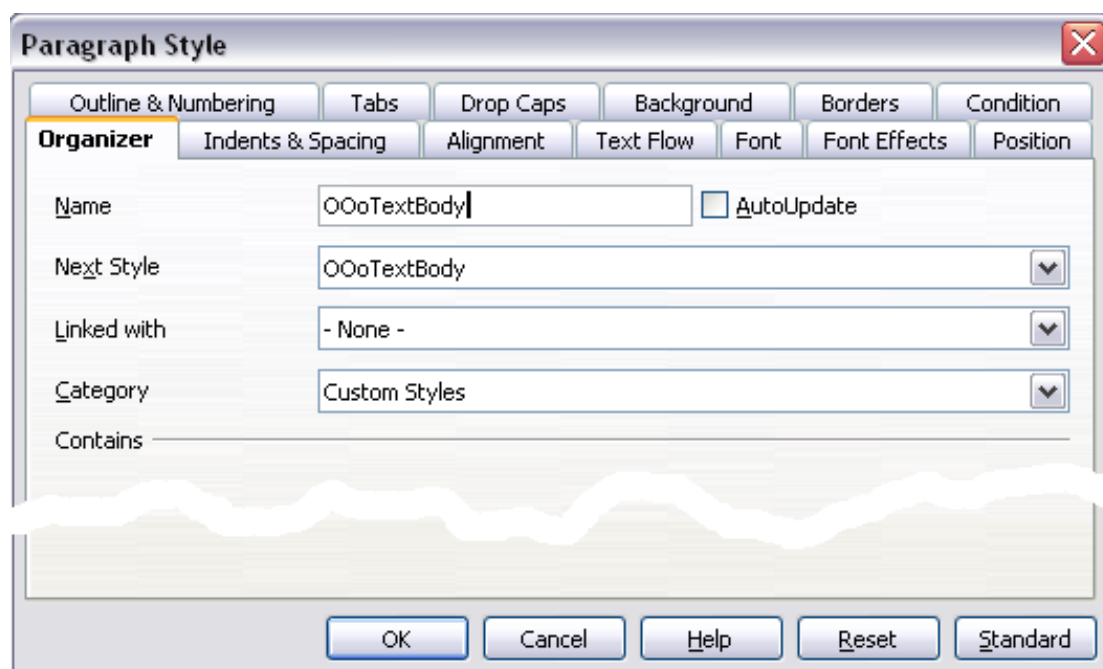 Paragraph Style
Outline & Numbering Tabs Drop Caps Background Borders Condition
Organizer Indents & Spacing Alignment Text Flow Font Font Effects Position
Name OOoTextBody AutoUpdate
Next Style OOoTextBody
Linked with - None -
Category Custom Styles
Contains
OK Cancel Help Reset Standard